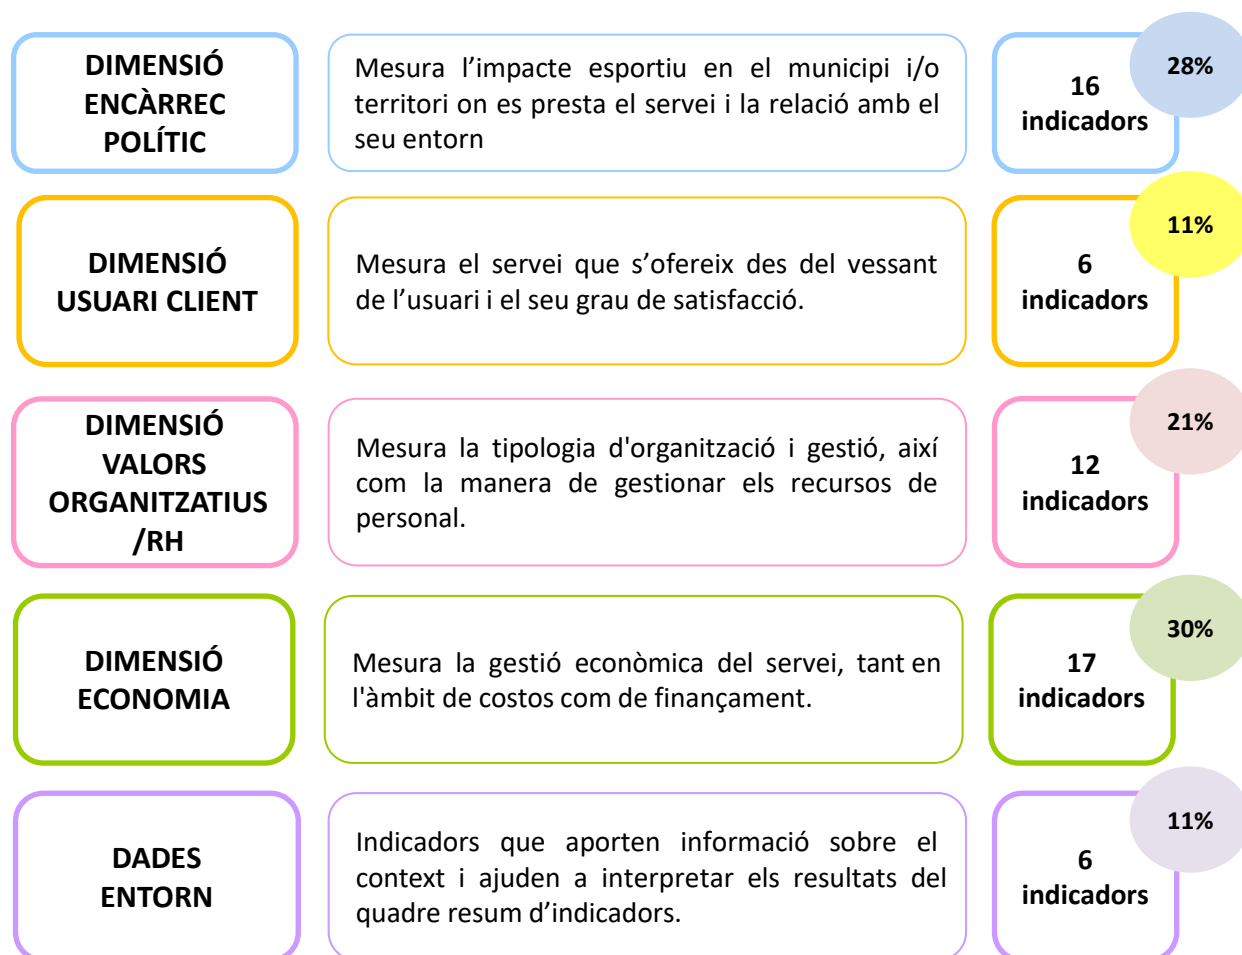 DIMENSIÓ
ENCÀRREC
POLÍTIC
Mesura l’impacte esportiu en el municipi i/o
territori on es presta el servei i la relació amb el
seu entorn
16
indicadors
28%
DIMENSIÓ
USUARI CLIENT
Mesura el servei que s’ofereix des del vessant
de l’usuari i el seu grau de satisfacció.
6
indicadors
11%
DIMENSIÓ
VALORS
ORGANITZATIUS
/RH
Mesura la tipologia d'organització i gestió, així
com la manera de gestionar els recursos de
personal.
12
indicadors
21%
DIMENSIÓ
ECONOMIA
Mesura la gestió econòmica del servei, tant en
l'àmbit de costos com de finançament.
17
indicadors
30%
DADES
ENTORN
Indicadors que aporten informació sobre el
context i ajuden a interpretar els resultats del
quadre resum d’indicadors.
6
indicadors
11%